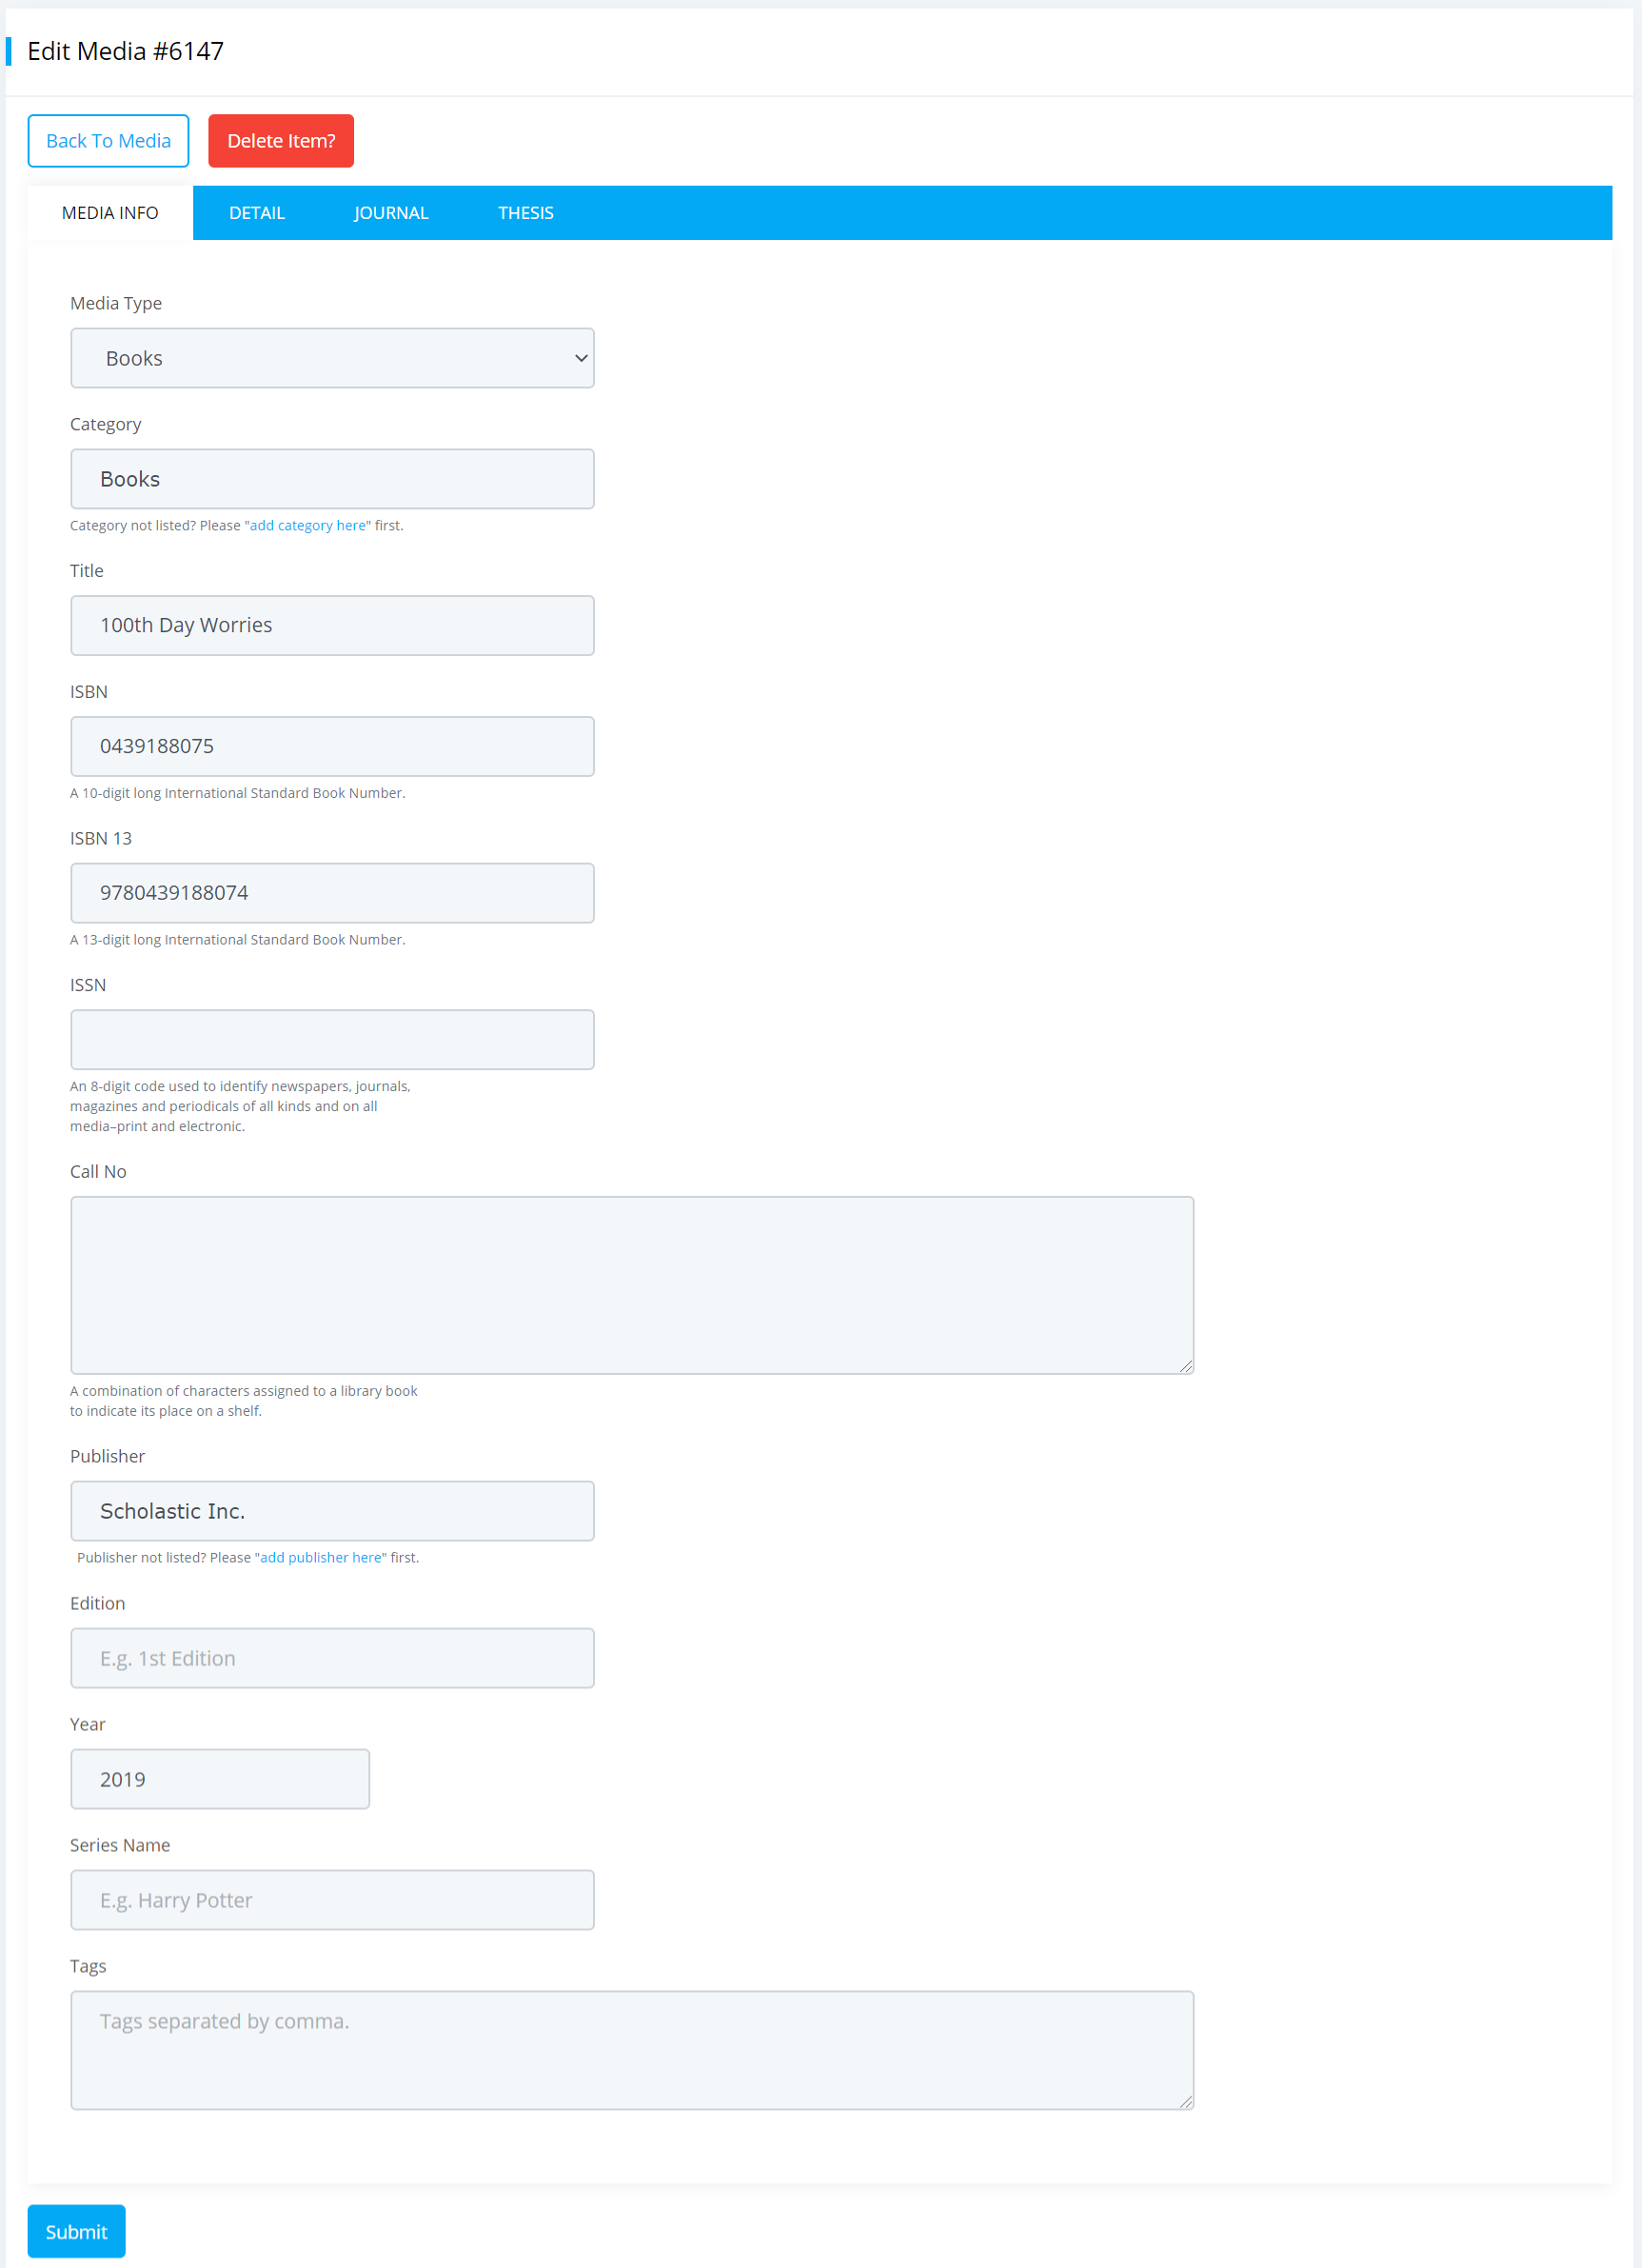 Edit Media #6147
Back To Media
Delete Item?
MEDIA INFO
DETAIL
JOURNAL
THESIS
Media Type
Books
Category
Books
Category not listed? Please "add category here" first.
Title
100th Day Worries
ISBN
0439188075
A 10-digit long International Standard Book Number.
ISBN 13
9780439188074
A 13-digit long International Standard Book Number.
ISSN
An 8-digit code used to identify newspapers, journals,
magazines and periodicals of all kinds and on all
media–print and electronic.
Call No
A combination of characters assigned to a library book
to indicate its place on a shelf.
Publisher
Scholastic Inc.
Publisher not listed? Please "add publisher here" first.
Edition
E.g. 1st Edition
Year
2019
Series Name
E.g. Harry Potter
Tags
Tags separated by comma.
Submit